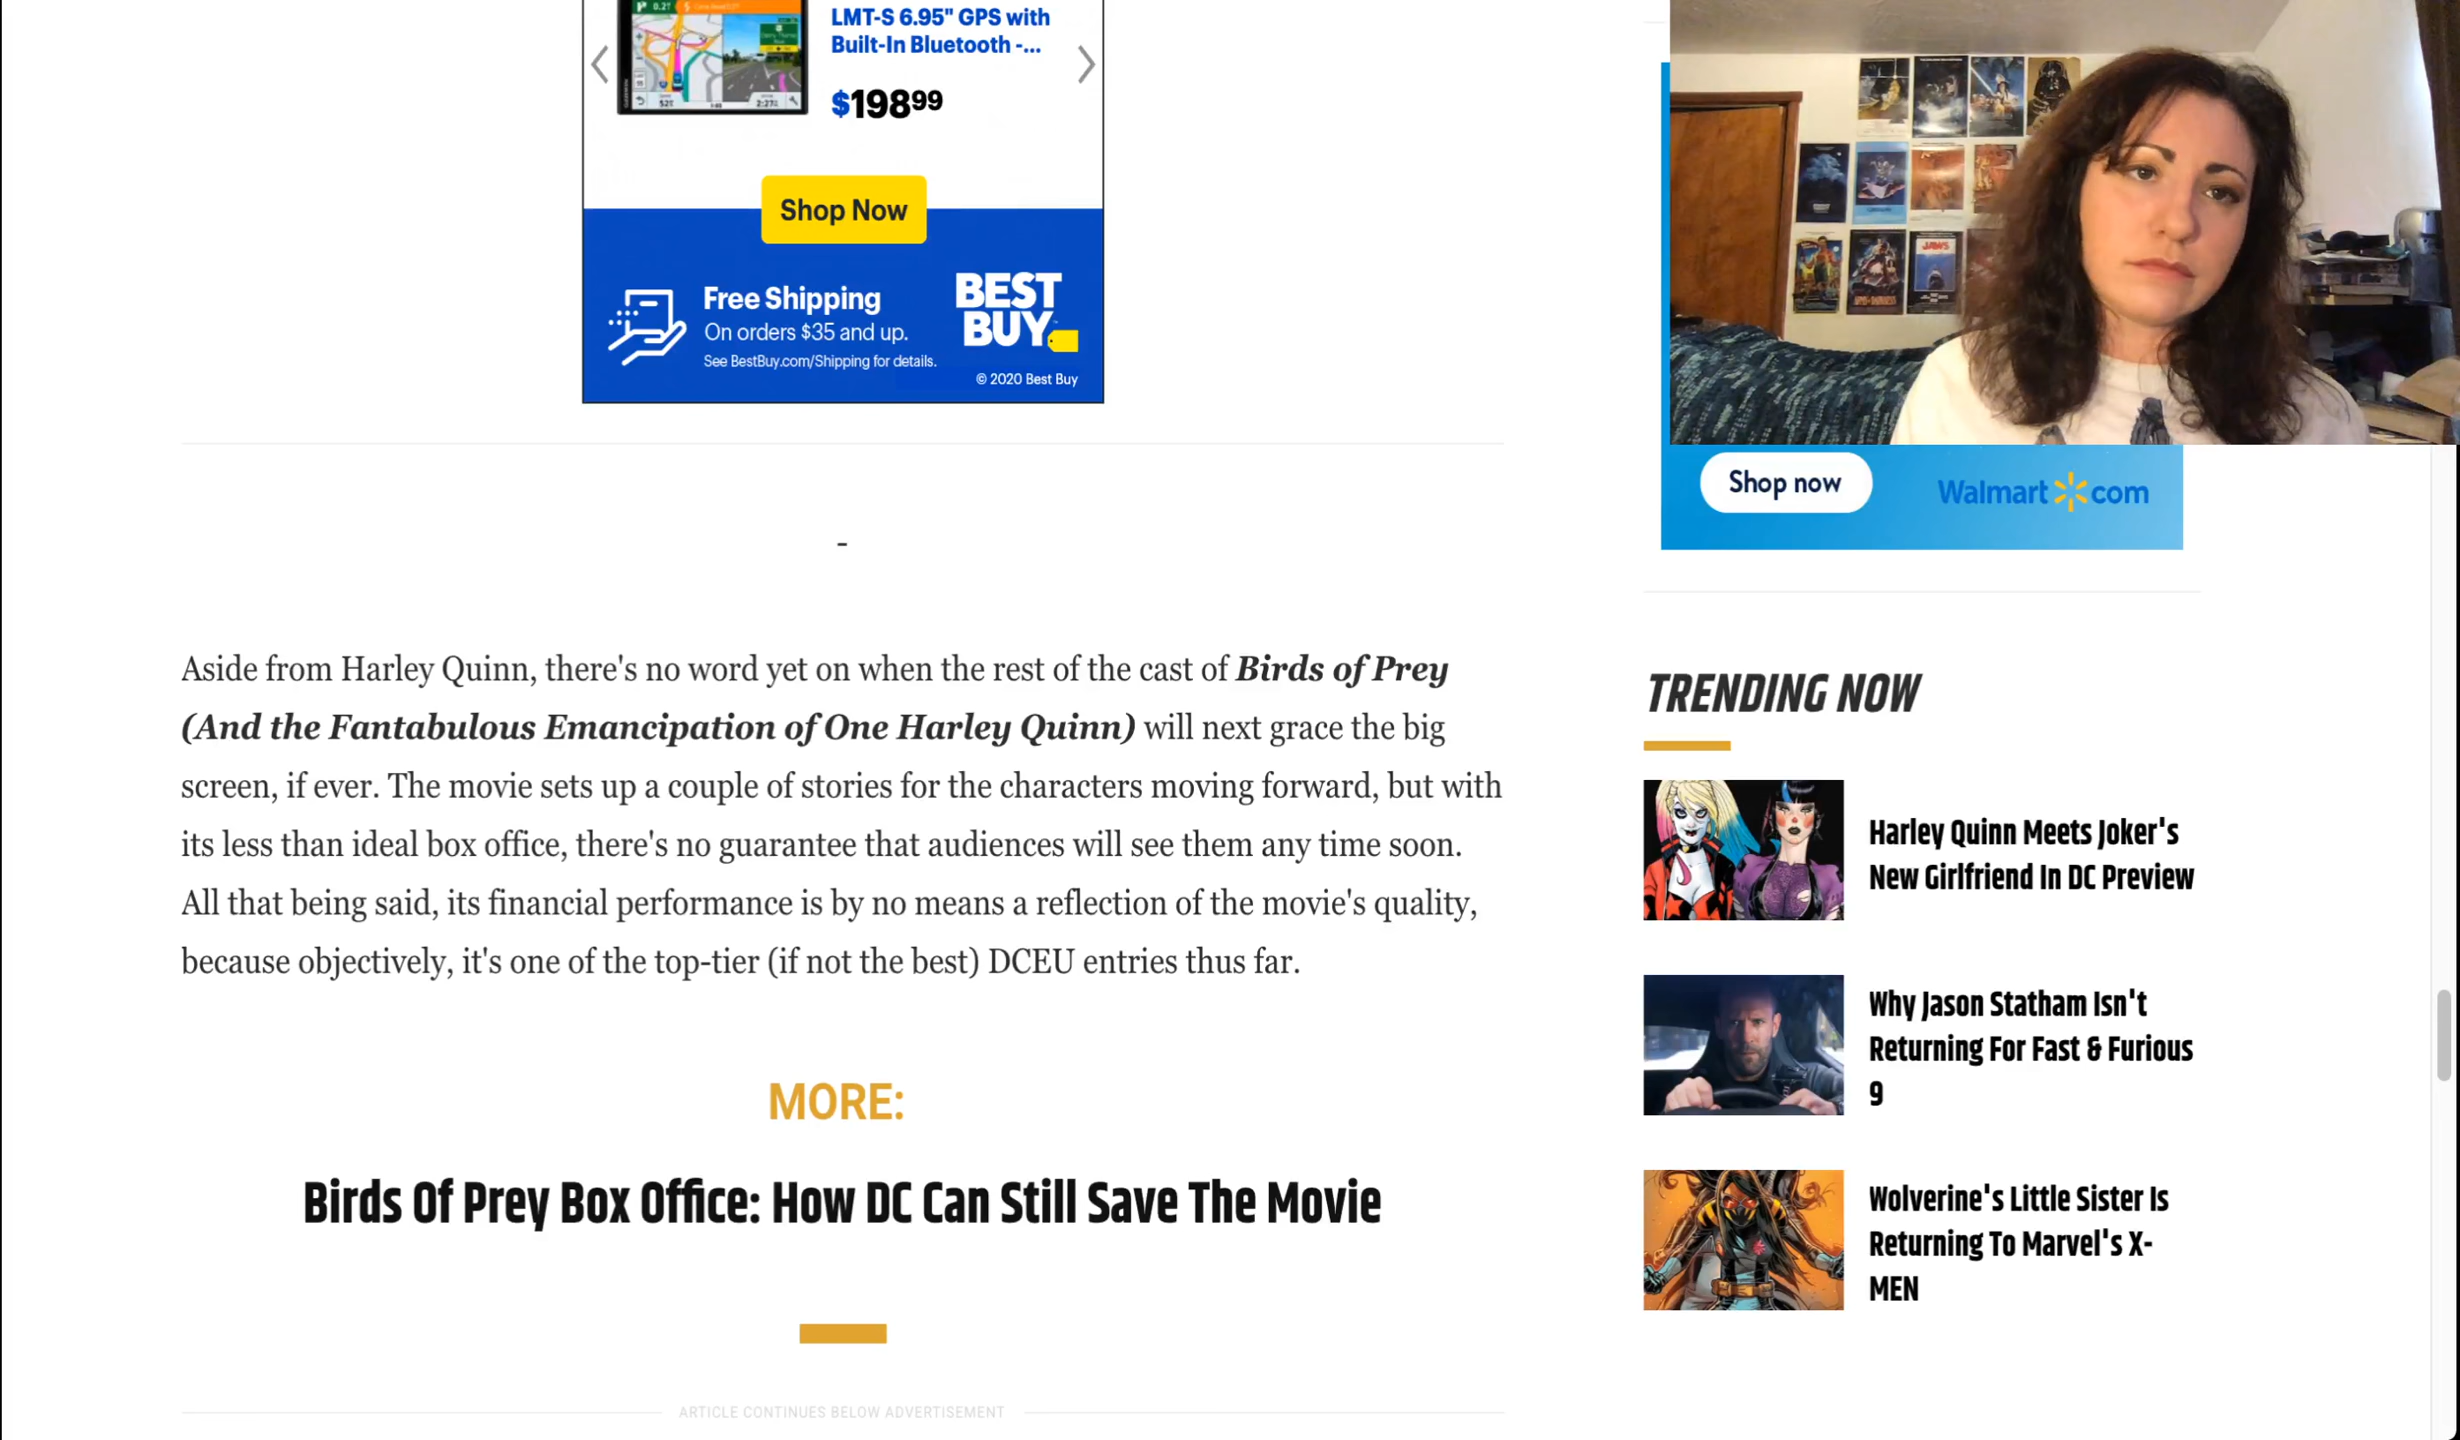 LMT-S 6.95" GPS with
Built-In Bluetooth -...
$198⁹⁹
Shop Now
Free Shipping
On orders $35 and up.
See BestBuy.com/Shipping for details.
BEST
BUY
© 2020 Best Buy
JAWS
Shop now
Walmart com
-
Aside from Harley Quinn, there's no word yet on when the rest of the cast of Birds of Prey
(And the Fantabulous Emancipation of One Harley Quinn) will next grace the big
screen, if ever. The movie sets up a couple of stories for the characters moving forward, but with
its less than ideal box office, there's no guarantee that audiences will see them any time soon.
All that being said, its financial performance is by no means a reflection of the movie's quality,
because objectively, it's one of the top-tier (if not the best) DCEU entries thus far.
MORE:
Birds Of Prey Box Office: How DC Can Still Save The Movie
ARTICLE CONTINUES BELOW ADVERTISEMENT
TRENDING NOW
Harley Quinn Meets Joker's
New Girlfriend In DC Preview
Why Jason Statham Isn't
Returning For Fast & Furious
9
Wolverine's Little Sister Is
Returning To Marvel's X-
MEN